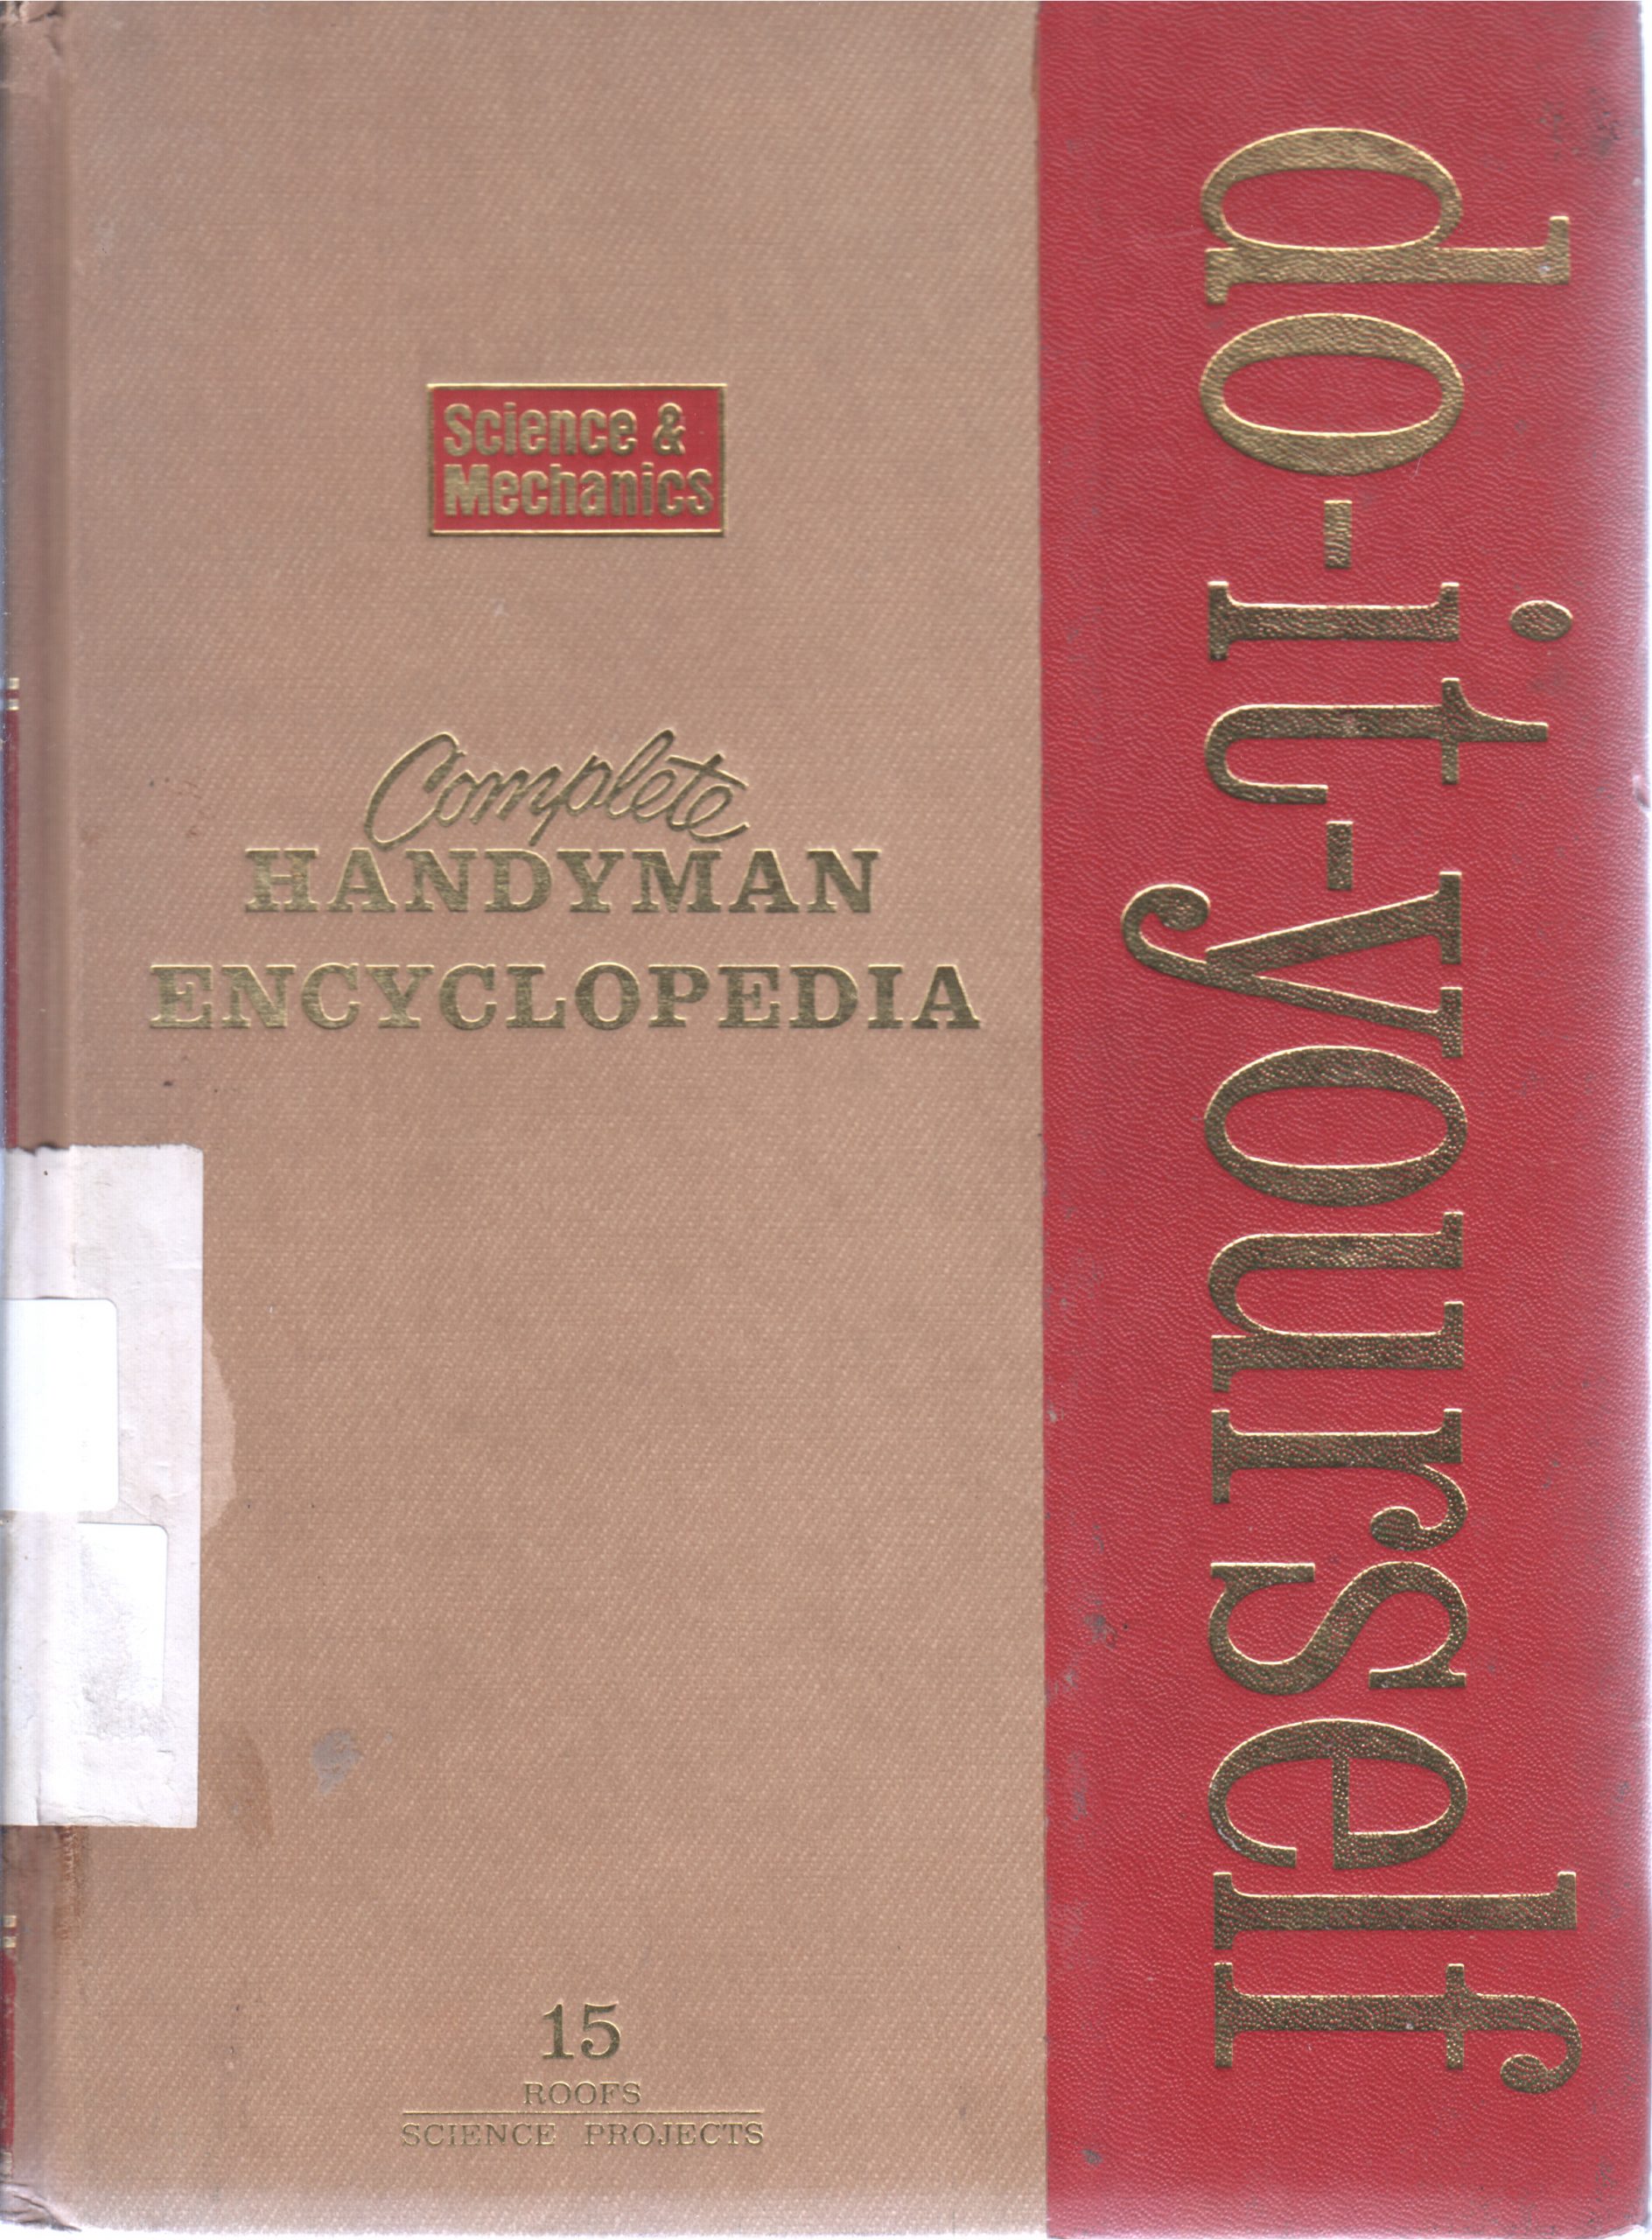 Science &
Mechanics
Complete
HANDYMAN
ENCYCLOPEDIA
15
ROOFS
SCIENCE PROJECTS
do-it-yourself